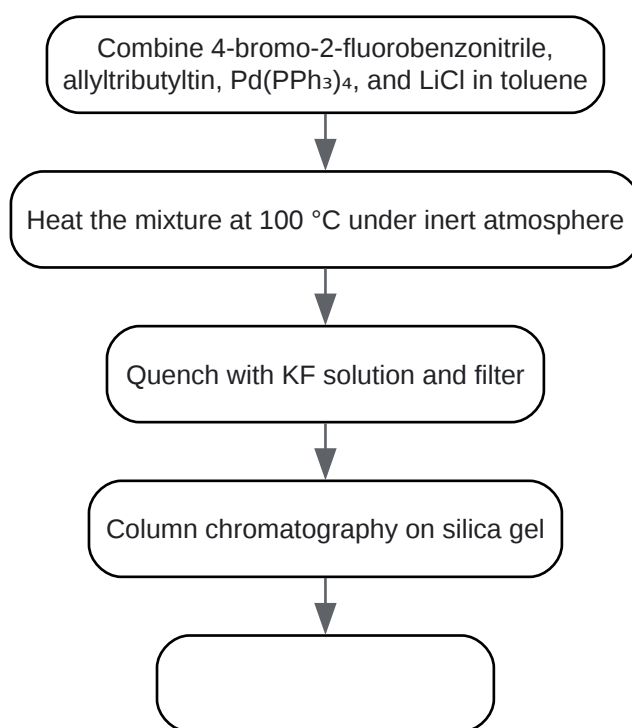 Combine 4-bromo-2-fluorobenzonitrile,
allyltributyltin, Pd(PPh₃)₄, and LiCl in toluene
Heat the mixture at 100 °C under inert atmosphere
Quench with KF solution and filter
Column chromatography on silica gel